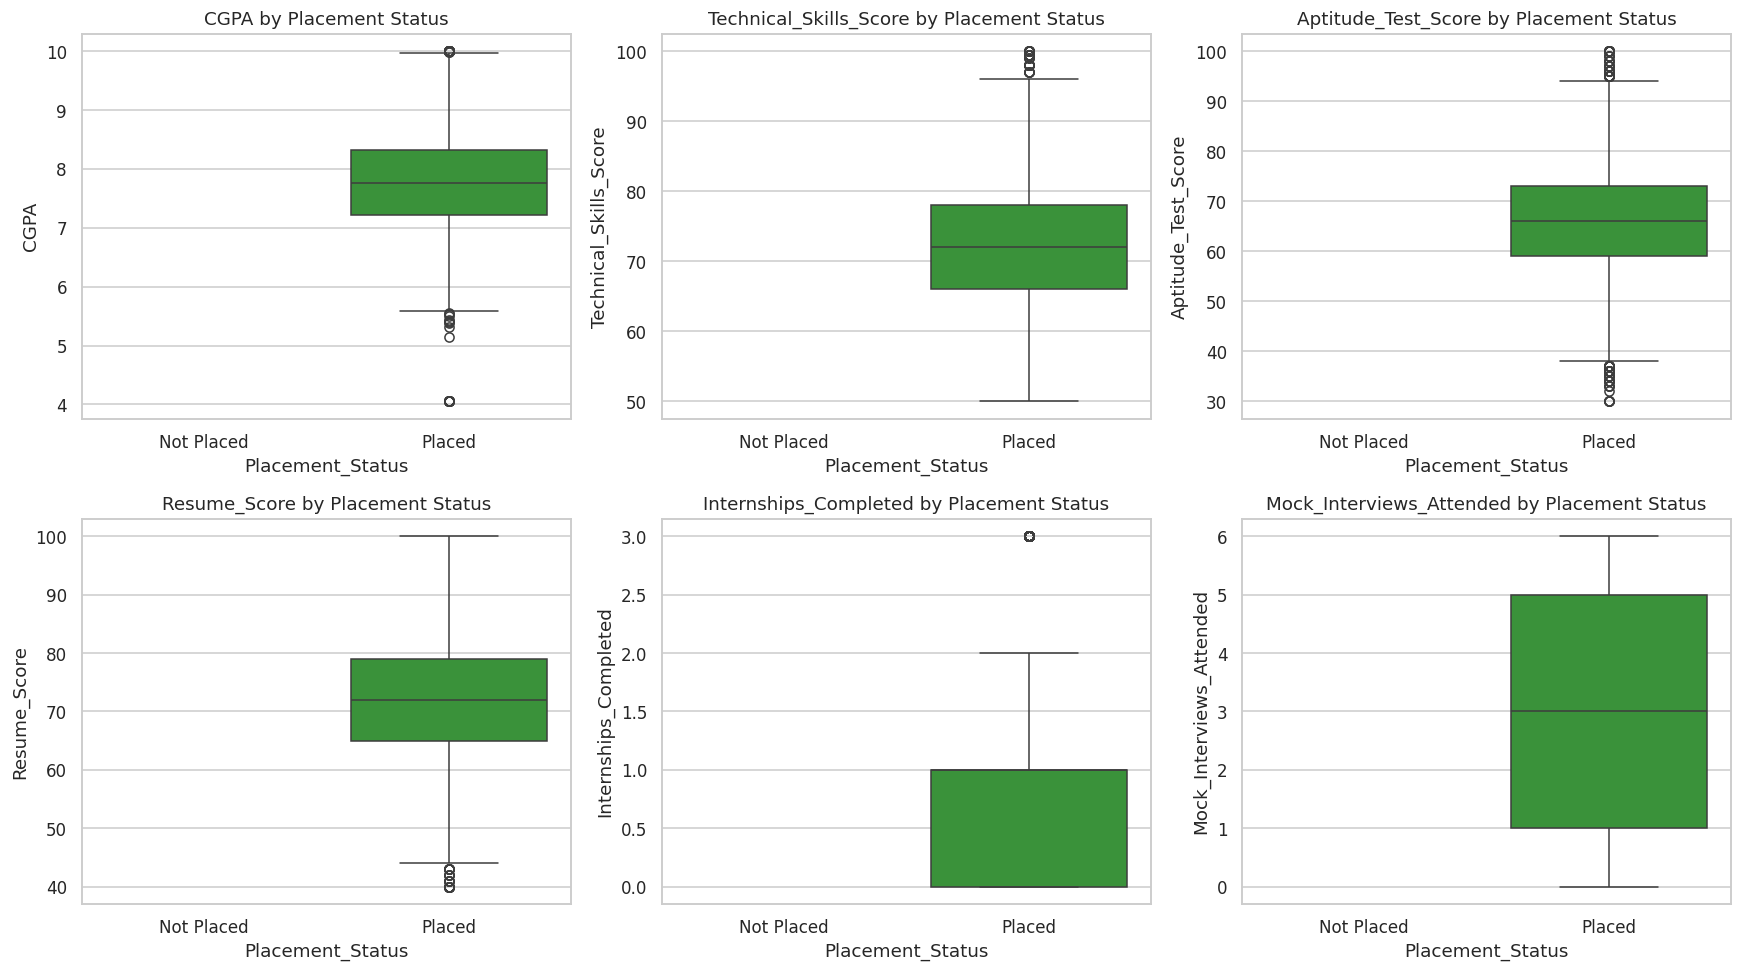 CGPA by Placement Status
CGPA
10
9
8
7
6
5
4
Not Placed
Placed
Placement_Status
Technical_Skills_Score by Placement Status
Technical_Skills_Score
100
90
80
70
60
50
Not Placed
Placed
Placement_Status
Aptitude_Test_Score by Placement Status
Aptitude_Test_Score
100
90
80
70
60
50
40
30
Not Placed
Placed
Placement_Status
Resume_Score by Placement Status
Resume_Score
100
90
80
70
60
50
40
Not Placed
Placed
Placement_Status
Internships_Completed by Placement Status
Internships_Completed
3.0
2.5
2.0
1.5
1.0
0.5
0.0
Not Placed
Placed
Placement_Status
Mock_Interviews_Attended by Placement Status
Mock_Interviews_Attended
6
5
4
3
2
1
0
Not Placed
Placed
Placement_Status